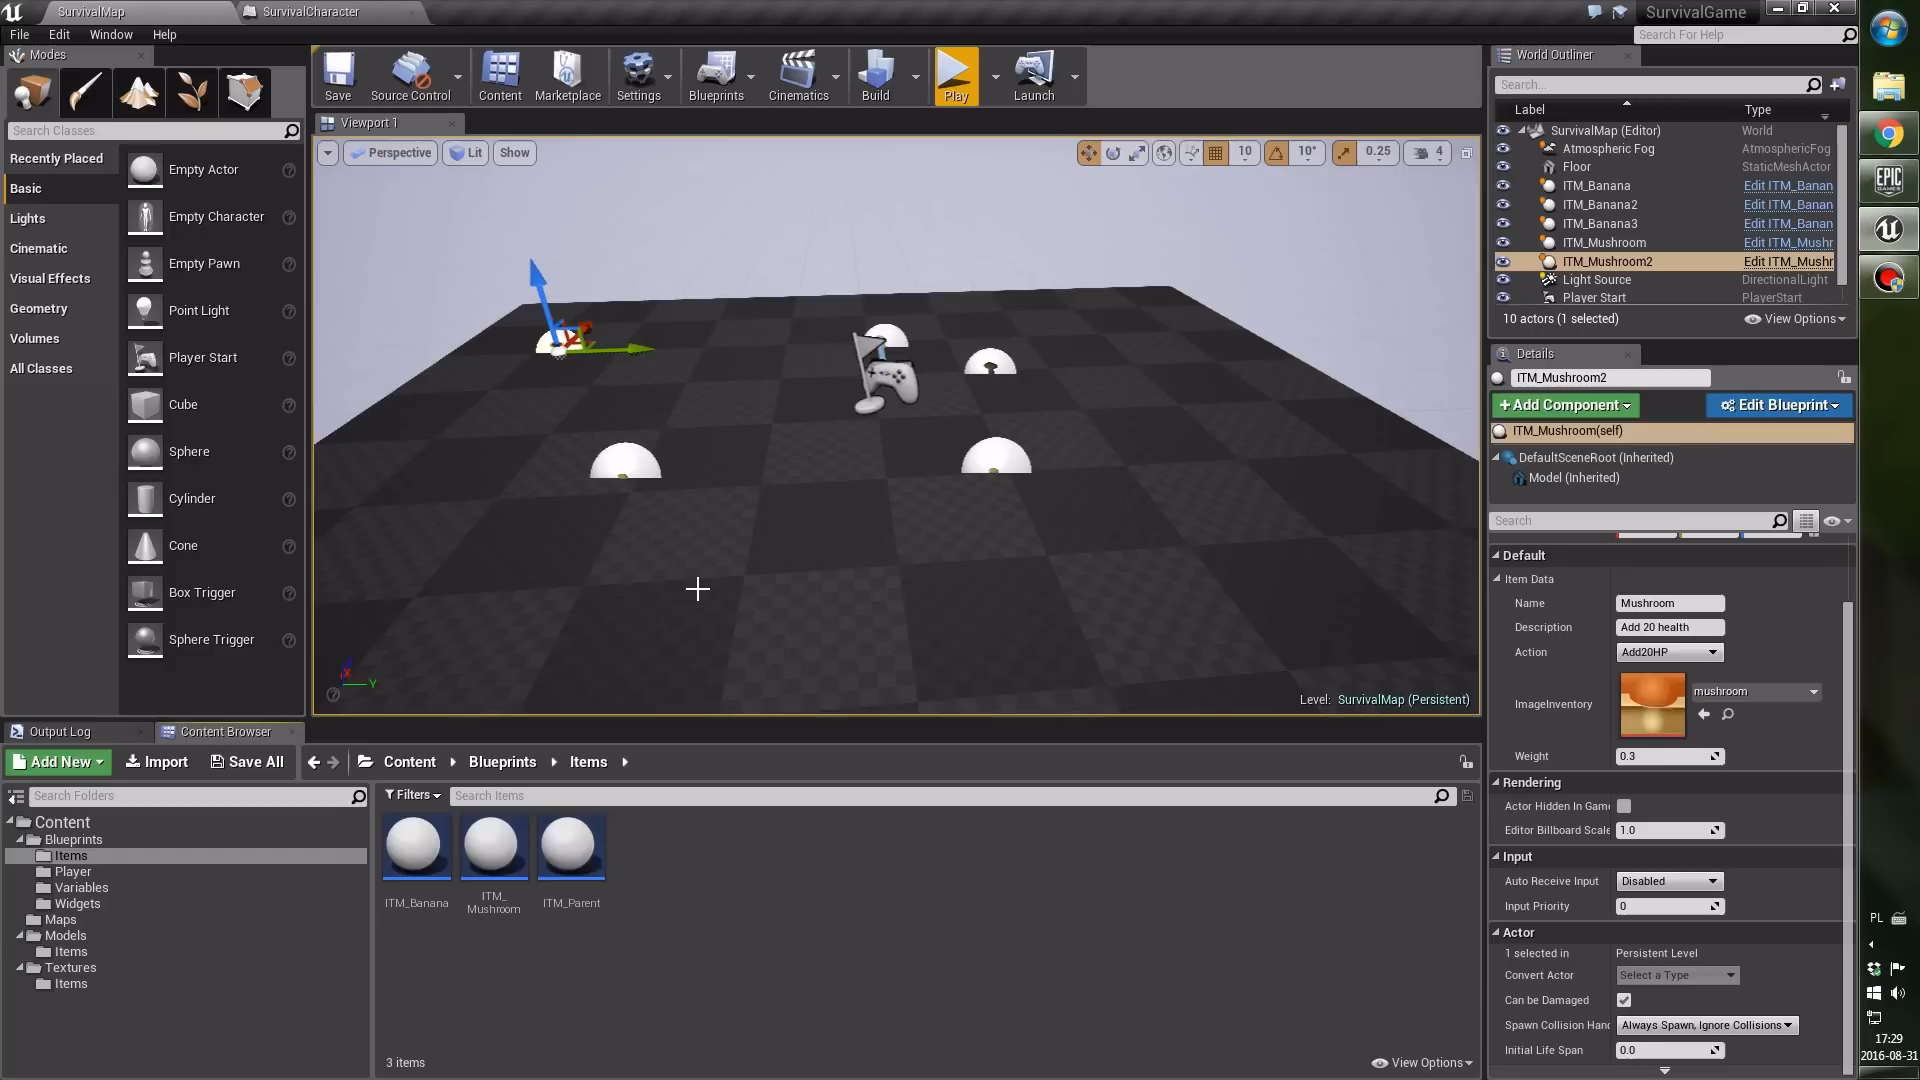 SurvivalMap
SurvivalCharacter
SurvivalGame
File Edit Window Help
Search For Help
Modes
Save
Source Control
Content
Marketplace
Settings
Blueprints
Cinematics
Build
Play
Launch
Search Classes
Recently Placed
Basic
Lights
Cinematic
Visual Effects
Geometry
Volumes
All Classes
Empty Actor
Empty Character
Empty Pawn
Point Light
Player Start
Cube
Sphere
Cylinder
Cone
Box Trigger
Sphere Trigger
Viewport 1
Perspective Lit Show
10 10° 0.25 4
X
Y
Level: SurvivalMap (Persistent)
World Outliner
Search...
Label Type
SurvivalMap (Editor) World
Atmospheric Fog AtmosphericFog
Floor StaticMeshActor
ITM_Banana Edit ITM_Banan
ITM_Banana2 Edit ITM_Banan
ITM_Banana3 Edit ITM_Banan
ITM_Mushroom Edit ITM_Mushr
ITM_Mushroom2 Edit ITM_Mushr
Light Source DirectionalLight
Player Start PlayerStart
10 actors (1 selected) View Options
Details
ITM_Mushroom2
+Add Component Edit Blueprint
ITM_Mushroom(self)
DefaultSceneRoot (Inherited)
Model (Inherited)
Search
Default
Item Data
Name Mushroom
Description Add 20 health
Action Add20HP
ImageInventory mushroom
Weight 0.3
Rendering
Actor Hidden In Game
Editor Billboard Scale 1.0
Input
Auto Receive Input Disabled
Input Priority 0
Actor
1 selected in Persistent Level
Convert Actor Select a Type
Can be Damaged
Spawn Collision Hanc Always Spawn, Ignore Collisions
Initial Life Span 0.0
Output Log
Content Browser
Add New Import Save All
Content Blueprints Items
Search Folders
Filters Search Items
Content
Blueprints
Items
Player
Variables
Widgets
Maps
Models
Items
Textures
Items
ITM_Banana
ITM_
Mushroom
ITM_Parent
3 items
View Options
EPIC
GAMES
PL
17:29
2016-08-31